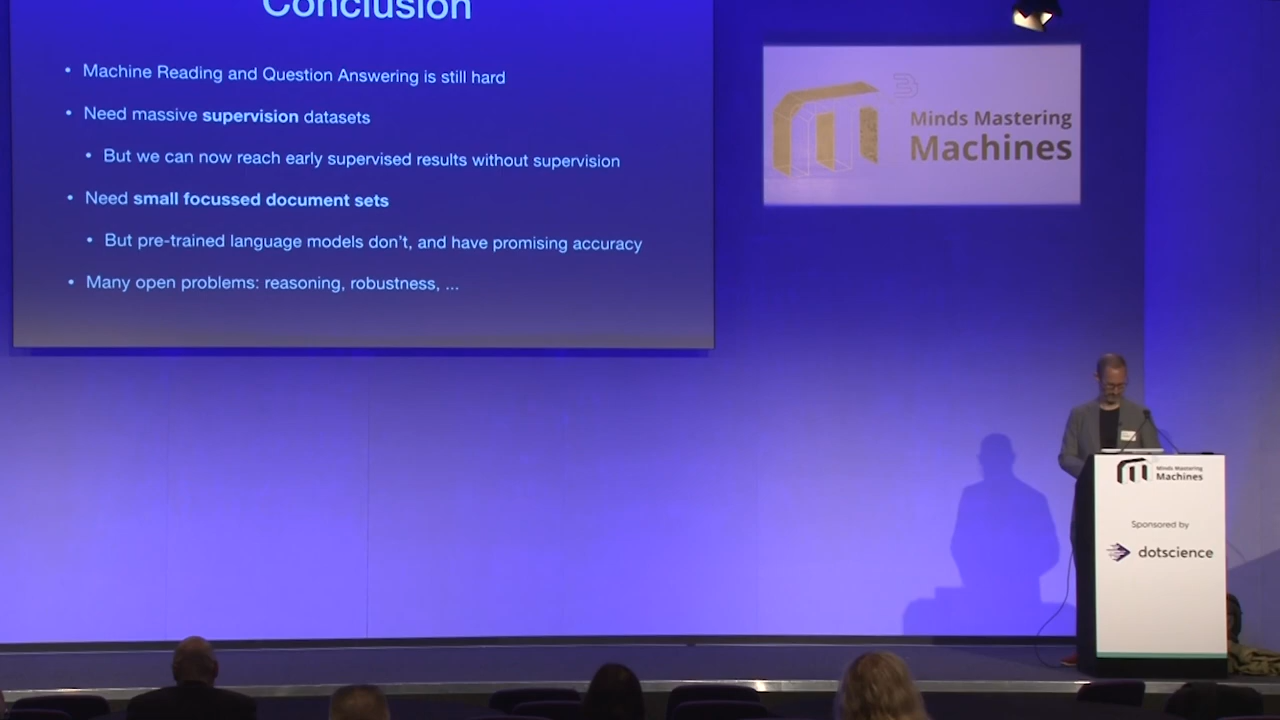 Conclusion
• Machine Reading and Question Answering is still hard
• Need massive supervision datasets
• But we can now reach early supervised results without supervision
• Need small focussed document sets
• But pre-trained language models don't, and have promising accuracy
• Many open problems: reasoning, robustness, ...
Minds Mastering
Machines
Minds Mastering
Machines
Sponsored by
dotscience